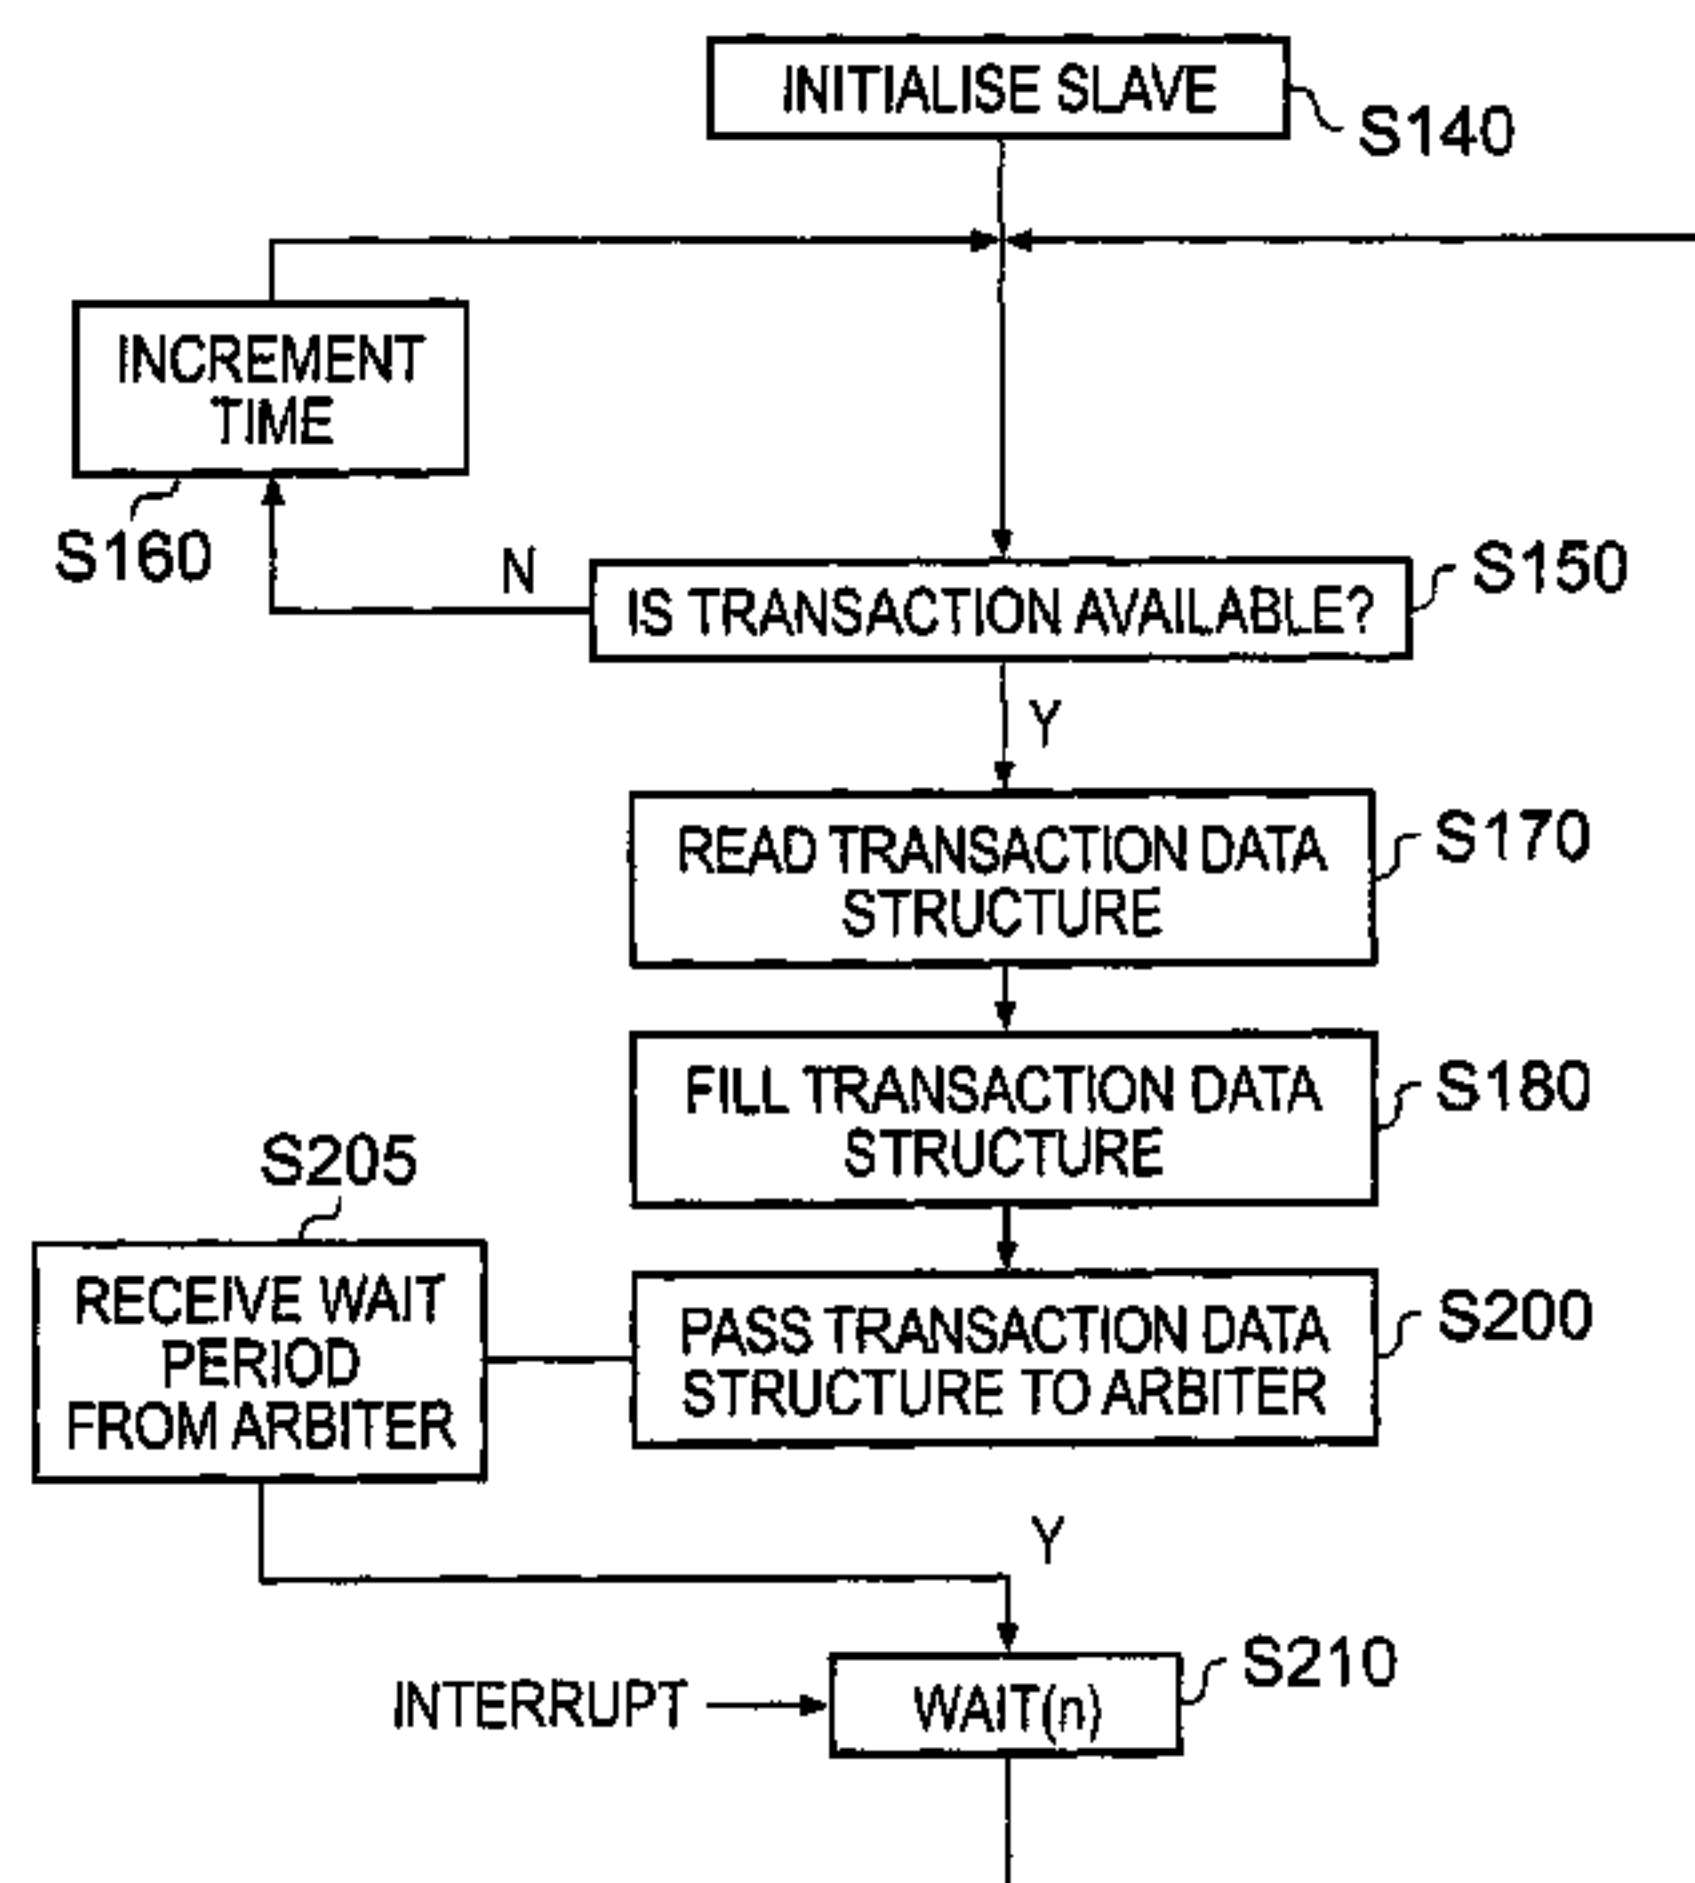 INITIALISE SLAVE
S140
INCREMENT
TIME
S160
N
IS TRANSACTION AVAILABLE?
S150
Y
READ TRANSACTION DATA
STRUCTURE
S170
FILL TRANSACTION DATA
STRUCTURE
S180
S205
RECEIVE WAIT
PERIOD
FROM ARBITER
PASS TRANSACTION DATA
STRUCTURE TO ARBITER
S200
Y
INTERRUPT
WAIT(n)
S210